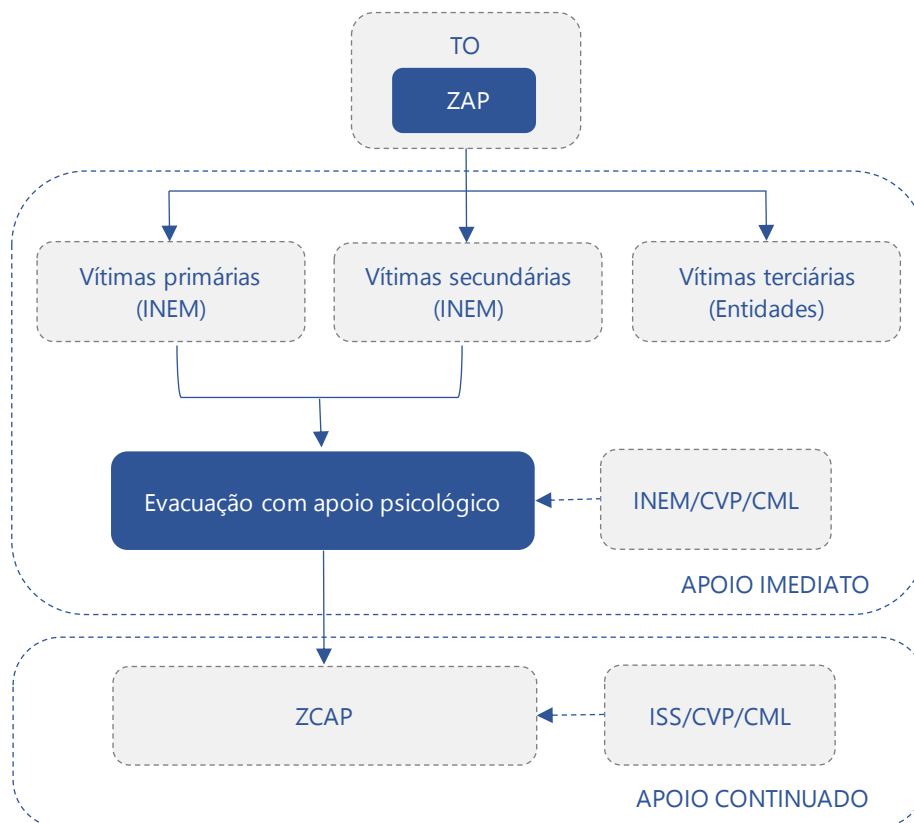 TO
ZAP
Vítimas primárias
(INEM)
Vítimas secundárias
(INEM)
Vítimas terciárias
(Entidades)
Evacuação com apoio psicológico
INEM/CVP/CML
APOIO IMEDIATO
ZCAP
ISS/CVP/CML
APOIO CONTINUADO